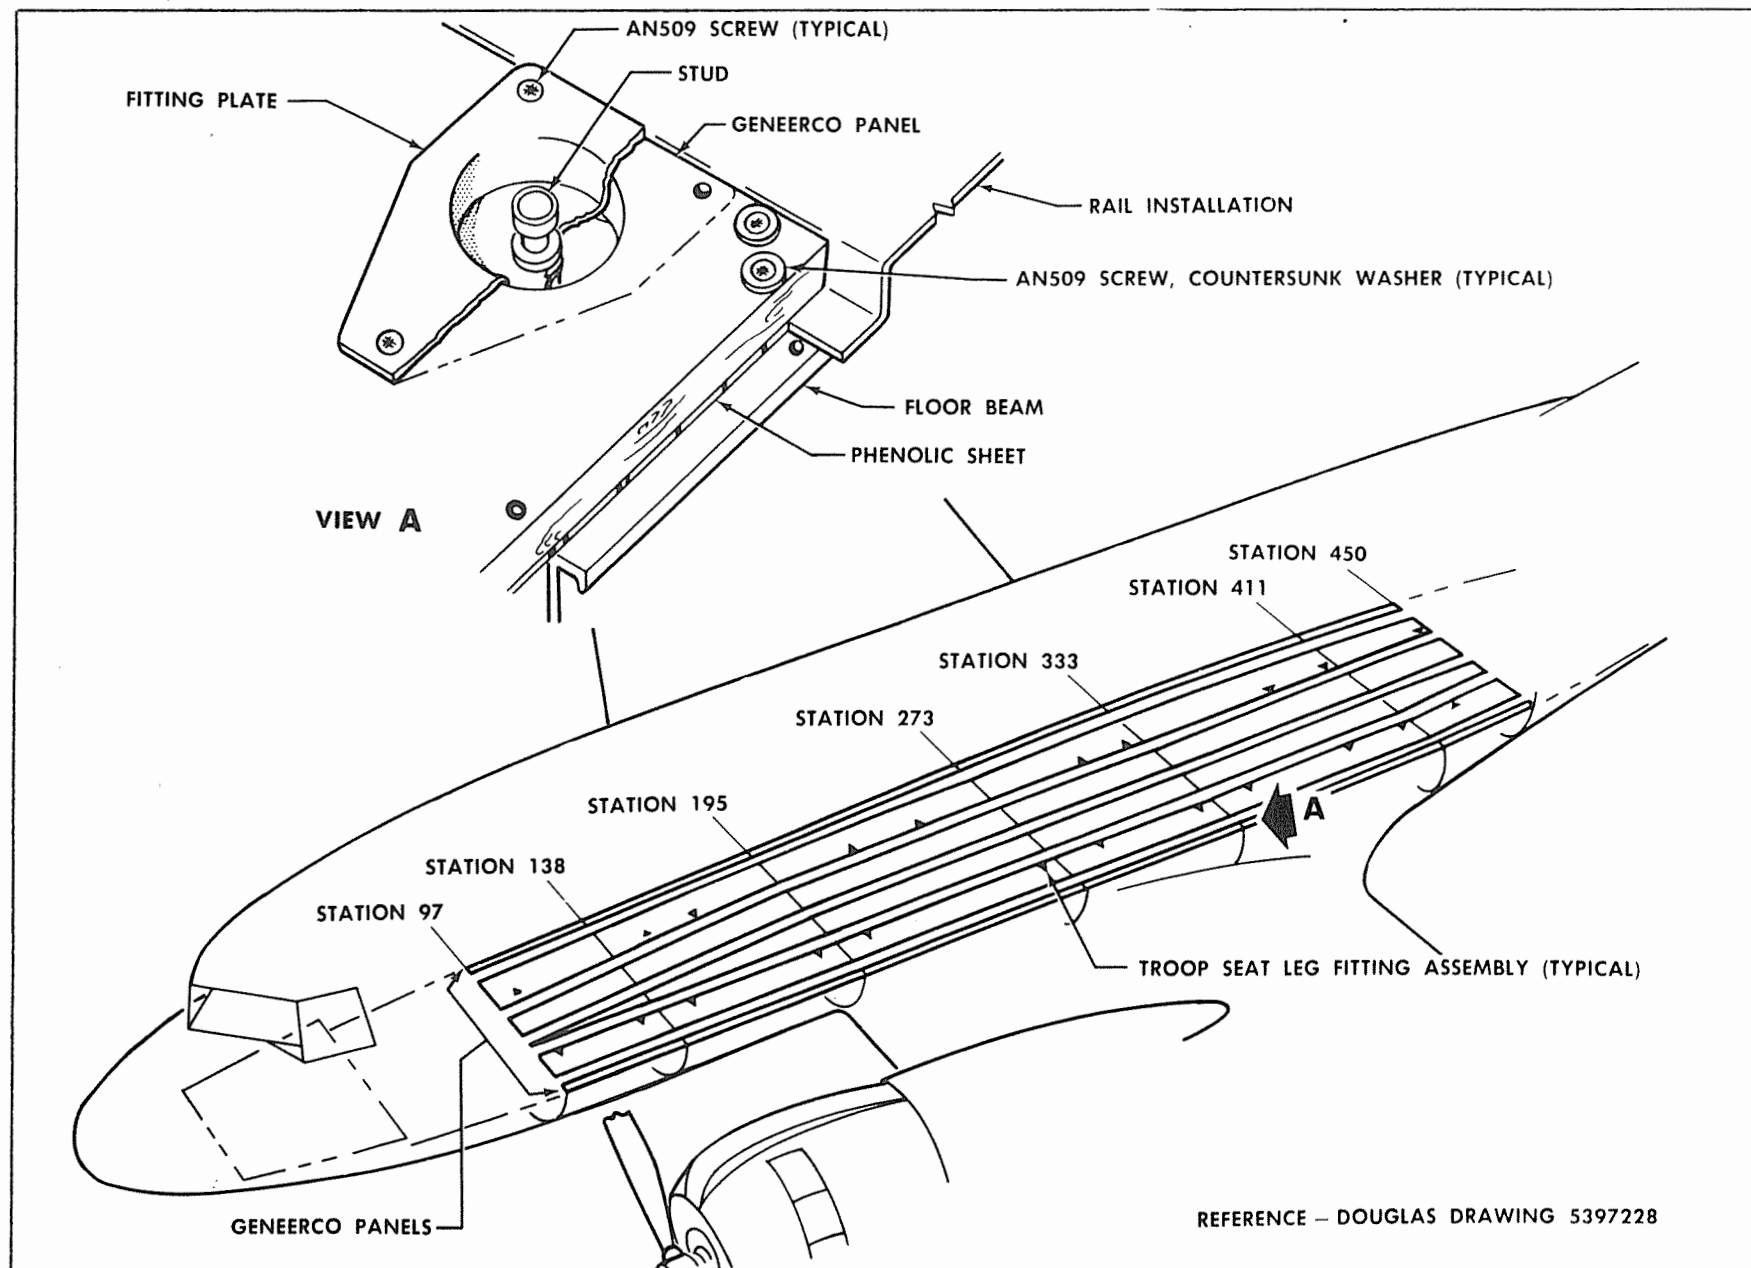 AN509 SCREW (TYPICAL)
STUD
FITTING PLATE
GENEERCO PANEL
RAIL INSTALLATION
AN509 SCREW, COUNTERSUNK WASHER (TYPICAL)
FLOOR BEAM
PHENOLIC SHEET
VIEW A
STATION 450
STATION 411
STATION 333
STATION 273
STATION 195
A
STATION 138
STATION 97
TROOP SEAT LEG FITTING ASSEMBLY (TYPICAL)
GENEERCO PANELS
REFERENCE – DOUGLAS DRAWING 5397228